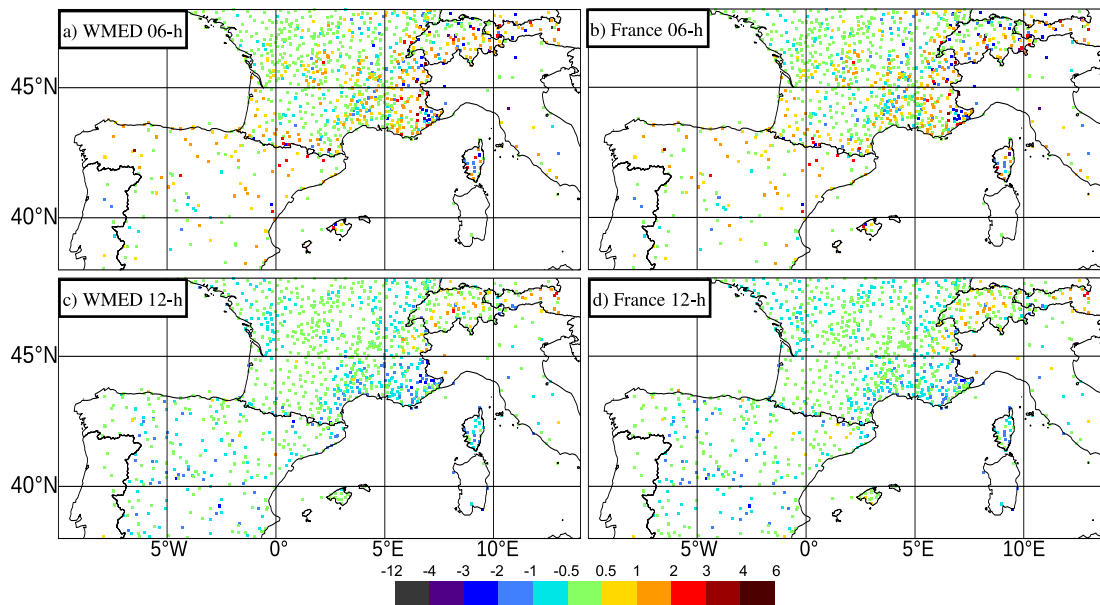 a) WMED 06-h
b) France 06-h
45°N
40°N
c) WMED 12-h
d) France 12-h
45°N
40°N
5°W 0° 5°E 10°E 5°W 0° 5°E 10°E
-12 -4 -3 -2 -1 -0.5 0.5 1 2 3 4 6